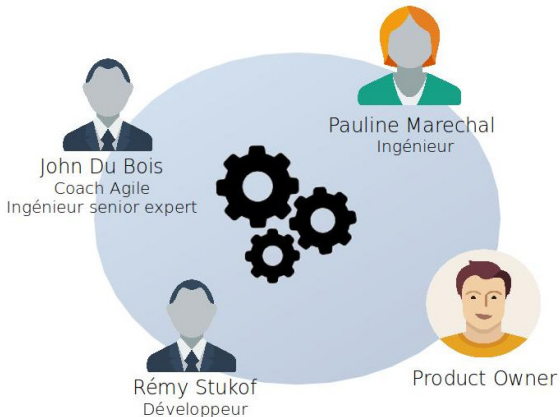 Pauline Marechal
Ingénieur
John Du Bois
Coach Agile
Ingénieur senior expert
Rémy Stukof
Développeur
Product Owner